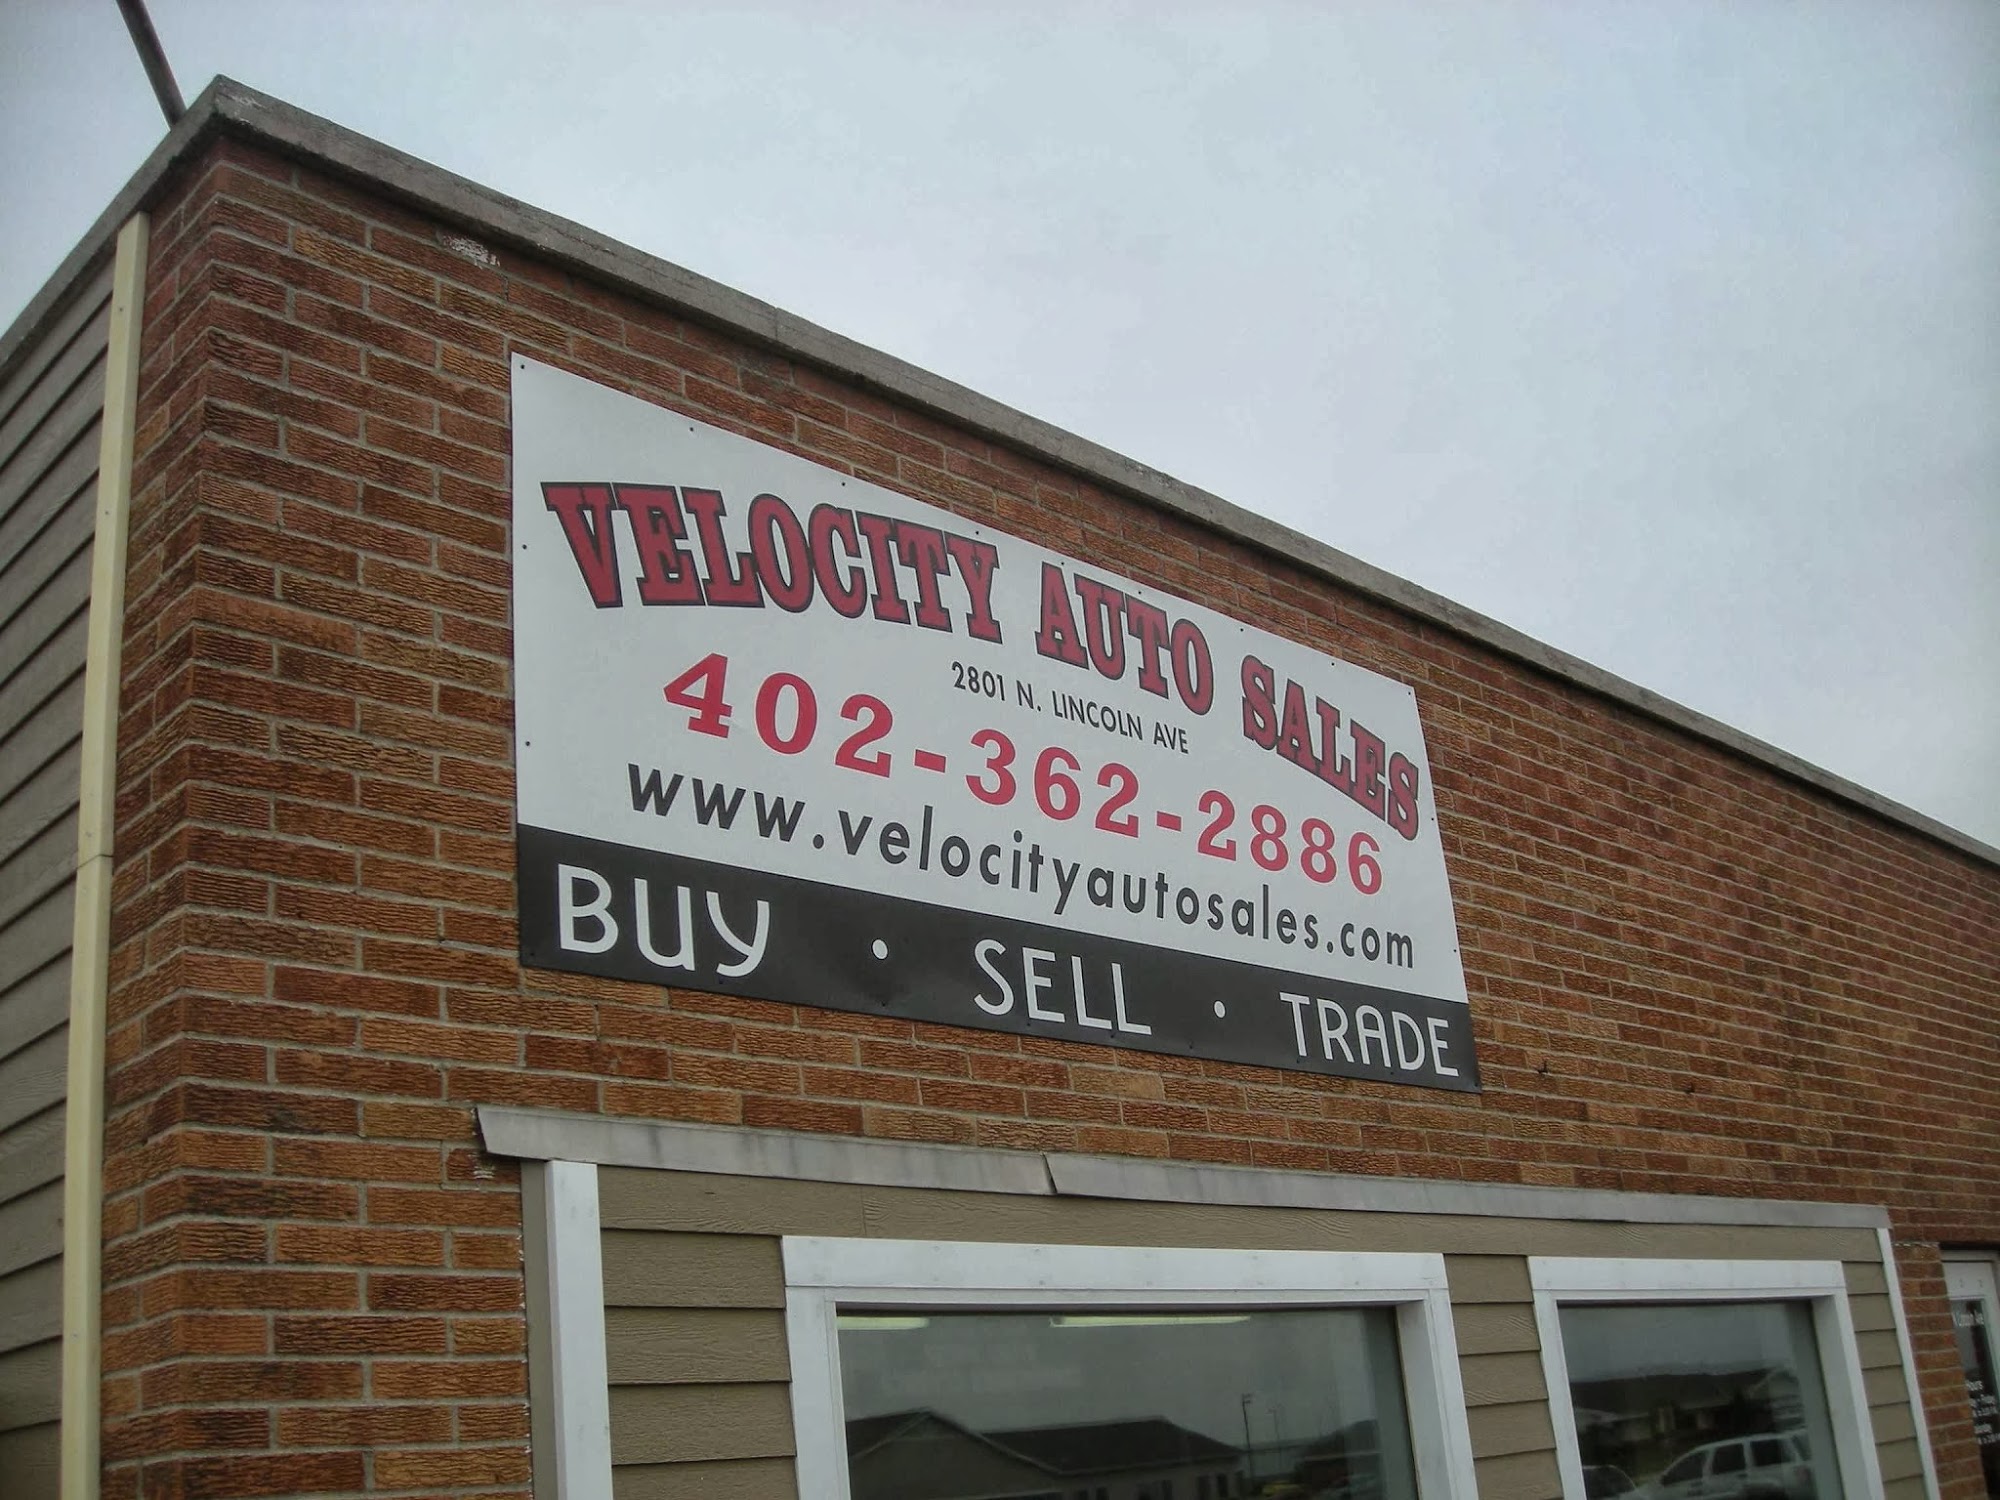 VELOCITY AUTO SALES
2801 N. LINCOLN AVE
402-362-2886
www.velocityautosales.com
BUY • SELL • TRADE